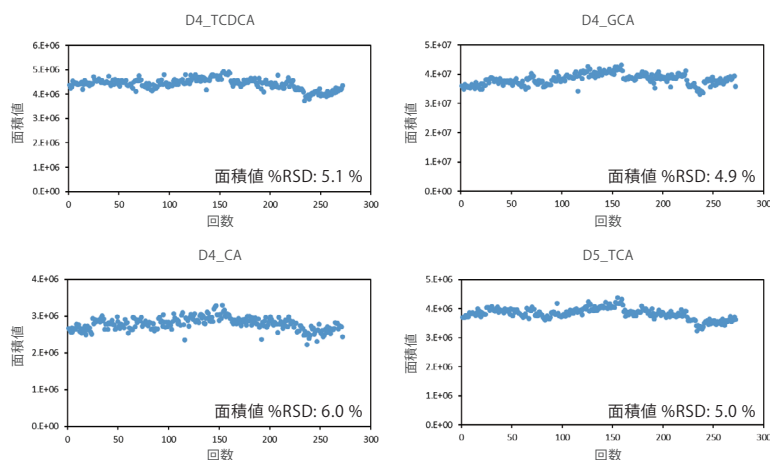 D4_TCDCA
6.E+06
5.E+06
4.E+06
3.E+06
2.E+06
1.E+06
0.E+00
面積値
0 50 100 150 200 250 300
回数
面積値 %RSD: 5.1 %
D4_GCA
5.E+07
4.E+07
3.E+07
2.E+07
1.E+07
0.E+00
面積値
0 50 100 150 200 250 300
回数
面積値 %RSD: 4.9 %
D4_CA
4.E+06
3.E+06
2.E+06
1.E+06
0.E+00
面積値
0 50 100 150 200 250 300
回数
面積値 %RSD: 6.0 %
D5_TCA
5.E+06
4.E+06
3.E+06
2.E+06
1.E+06
0.E+00
面積値
0 50 100 150 200 250 300
回数
面積値 %RSD: 5.0 %